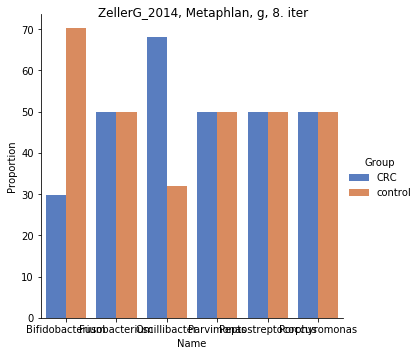 ZellerG_2014, Metaphlan, g, 8. iter
70
60
50
40
30
20
10
0
Proportion
Group
CRC
control
Bifidobacterium Fusobacterium Oscillibacter Parvimonas Peptostreptococcus Porphyromonas
Name